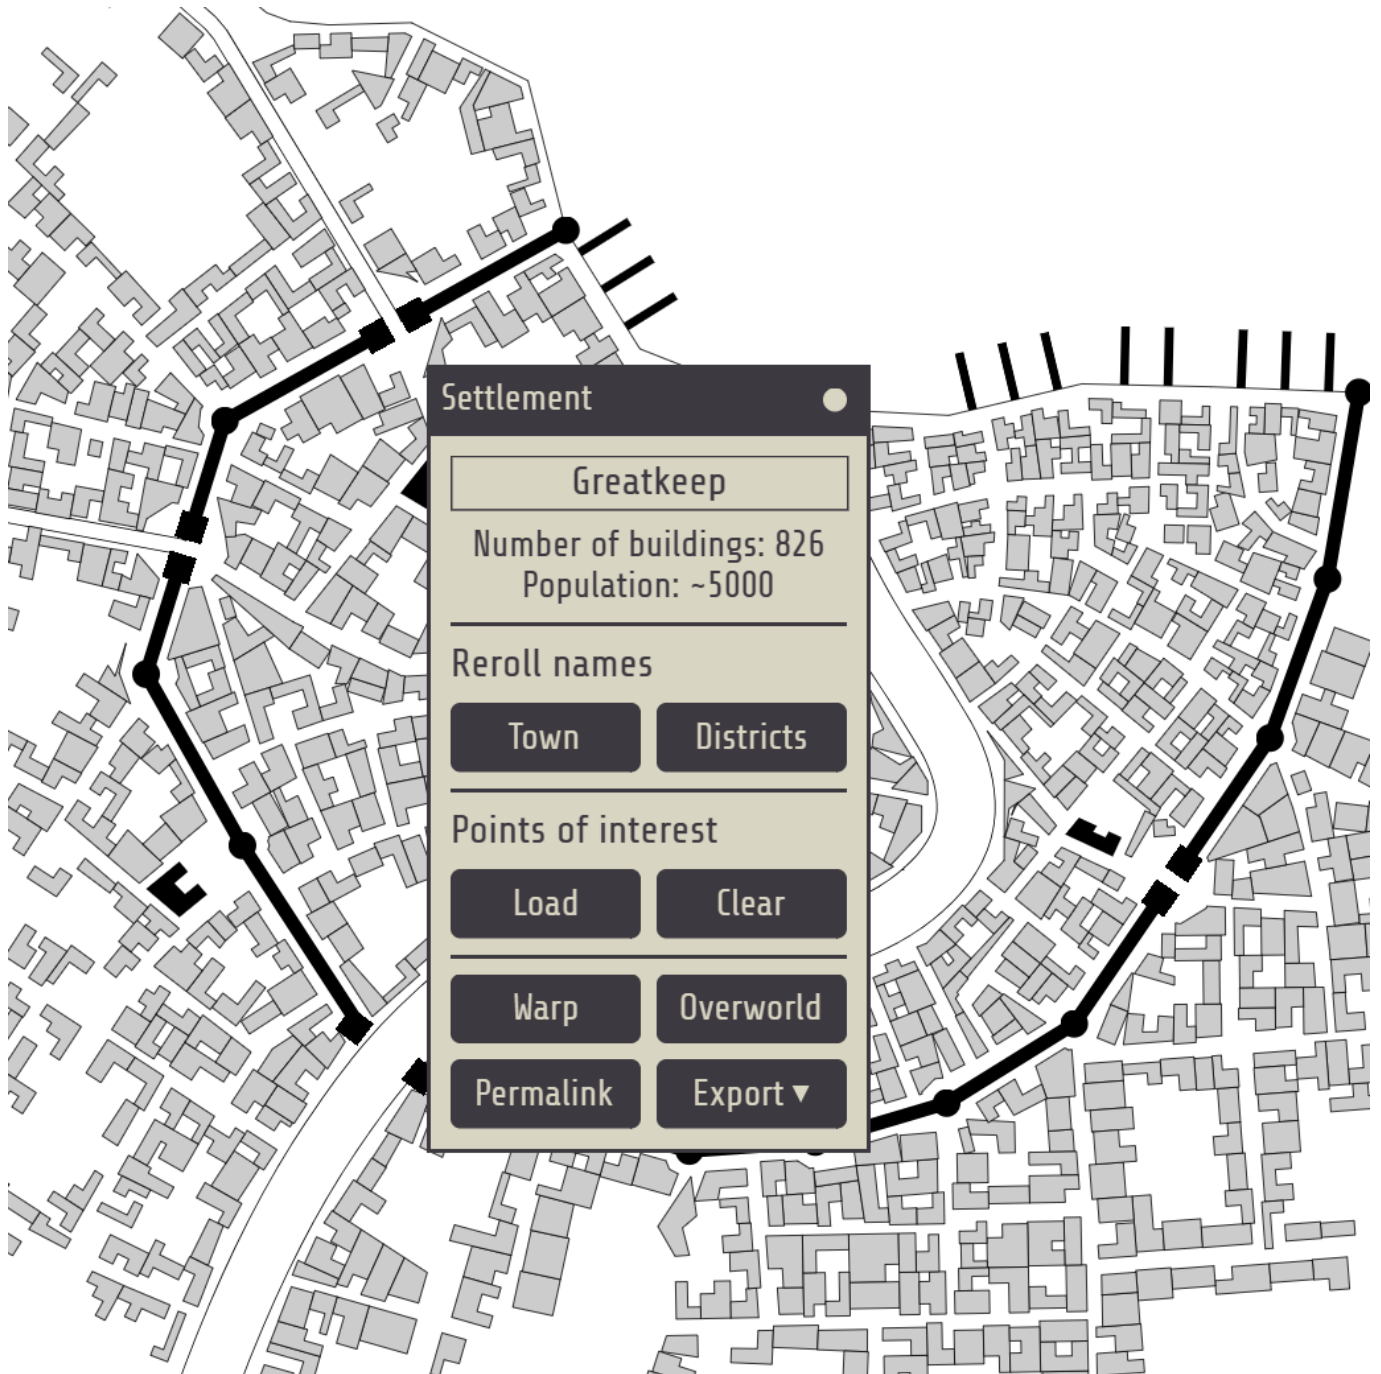 Settlement
Greatkeep
Number of buildings: 826
Population: ~5000
Reroll names
Town Districts
Points of interest
Load Clear
Warp Overworld
Permalink Export ▼